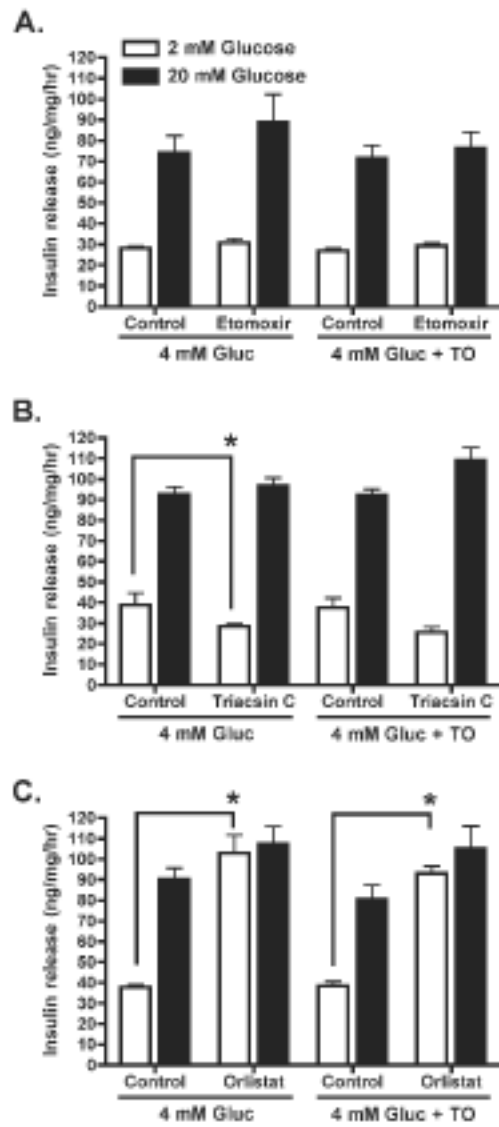 A.
2 mM Glucose
20 mM Glucose
Insulin release (ng/mg/hr)
120
110
100
90
80
70
60
50
40
30
20
10
0
Control Etomoxir Control Etomoxir
4 mM Gluc 4 mM Gluc + TO
B.
*
Insulin release (ng/mg/hr)
120
110
100
90
80
70
60
50
40
30
20
10
0
Control Triacsin C Control Triacsin C
4 mM Gluc 4 mM Gluc + TO
C.
* *
Insulin release (ng/mg/hr)
120
110
100
90
80
70
60
50
40
30
20
10
0
Control Orlistat Control Orlistat
4 mM Gluc 4 mM Gluc + TO